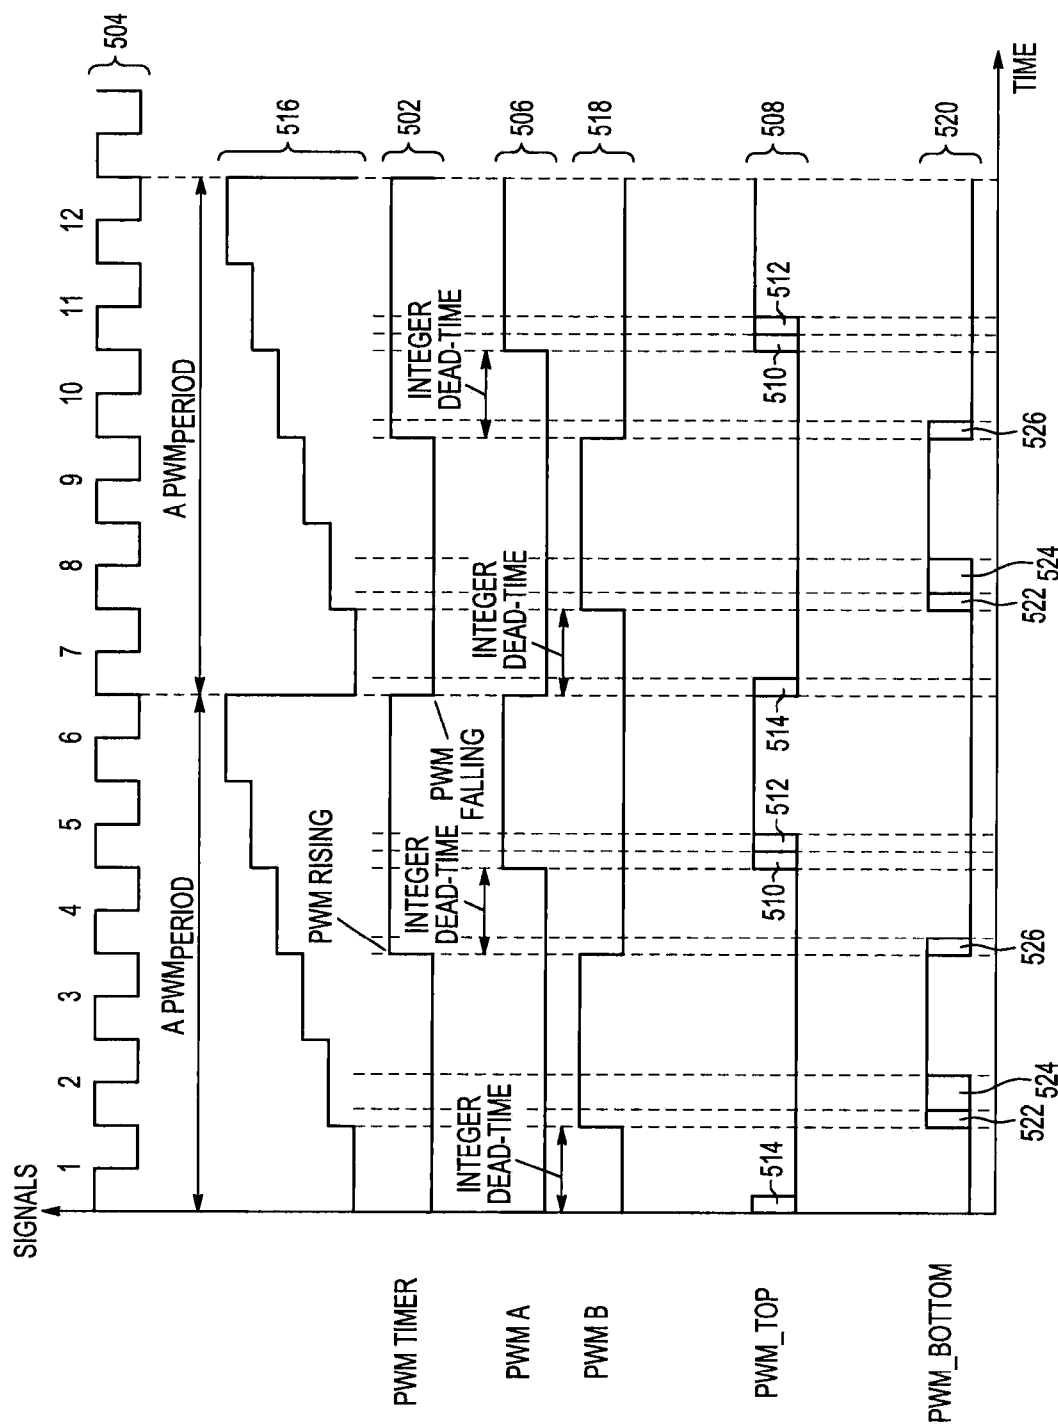 SIGNALS
504
1 2 3 4 5 6 7 8 9 10 11 12
A PWMPERIOD
A PWMPERIOD
516
PWM RISING
PWM TIMER
502
PWM
FALLING
INTEGER
DEAD-TIME
INTEGER
DEAD-TIME
PWM A
506
INTEGER
DEAD-TIME
INTEGER
DEAD-TIME
PWM B
518
PWM_TOP
508
514
510
512
514
510
512
PWM_BOTTOM
520
522
524
526
522
524
526
TIME